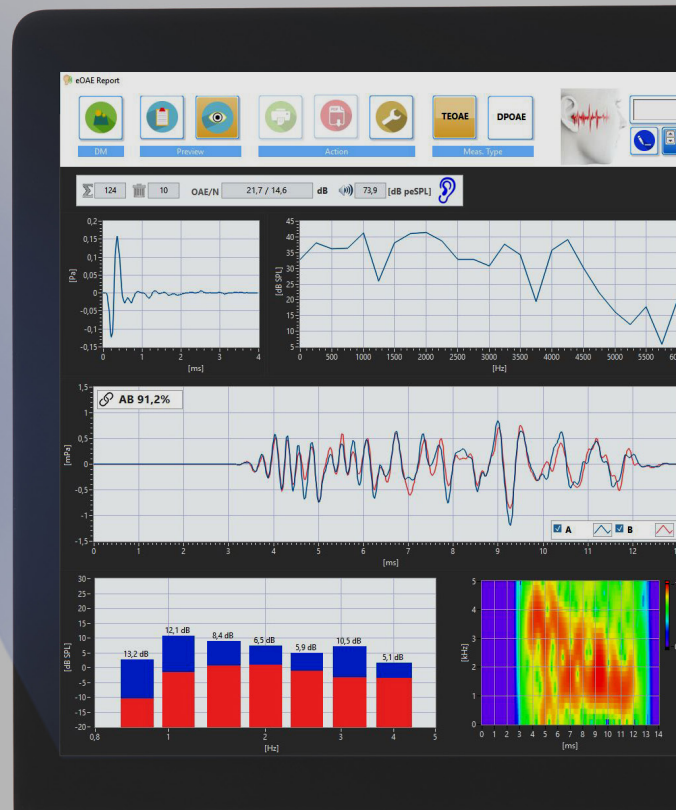 eOAE Report
TEOAE DPOAE
DM Preview Action Meas. Type
124 10 OAE/N 21,7 / 14,6 dB 73,9 [dB peSPL]
0,2
0,15
0,1
0,05
0
-0,05
-0,1
-0,15
[Pa]
0 1 2 3 4
[ms]
45
40
35
30
25
20
15
10
5
[dB SPL]
0 500 1000 1500 2000 2500 3000 3500 4000 4500 5000 5500 60
[Hz]
AB 91,2%
1,5
1
0,5
0
-0,5
-1
-1,5
[mPa]
A B
0 1 2 3 4 5 6 7 8 9 10 11 12 1
[ms]
30
25
20
15
10
5
0
-5
-10
-15
-20
[dB SPL]
13,2 dB 12,1 dB 8,4 dB 6,5 dB 5,9 dB 10,5 dB 5,1 dB
0,8 1 2 3 4 5
[Hz]
5
4
3
2
1
0
[kHz]
0 1 2 3 4 5 6 7 8 9 10 11 12 13 14
[ms]